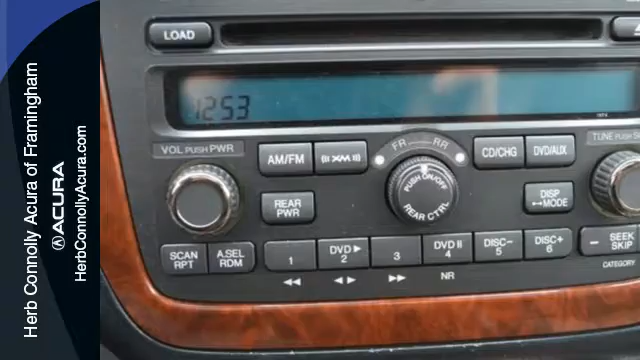 Herb Connolly Acura of Framingham
ACURA
HerbConnollyAcura.com
LOAD
1253
VOL PUSH PWR
AM/FM
XM
FR RR
PUSH ON/OFF
REAR CTRL
CD/CHG
DVD/AUX
TUNE PUSH
REAR PWR
DISP MODE
SCAN RPT
A.SEL RDM
1
DVD ▶ 2
3
DVD II 4
DISC− 5
DISC+ 6
− SEEK SKIP
◀◀
◀ ▶
▶▶
NR
CATEGORY